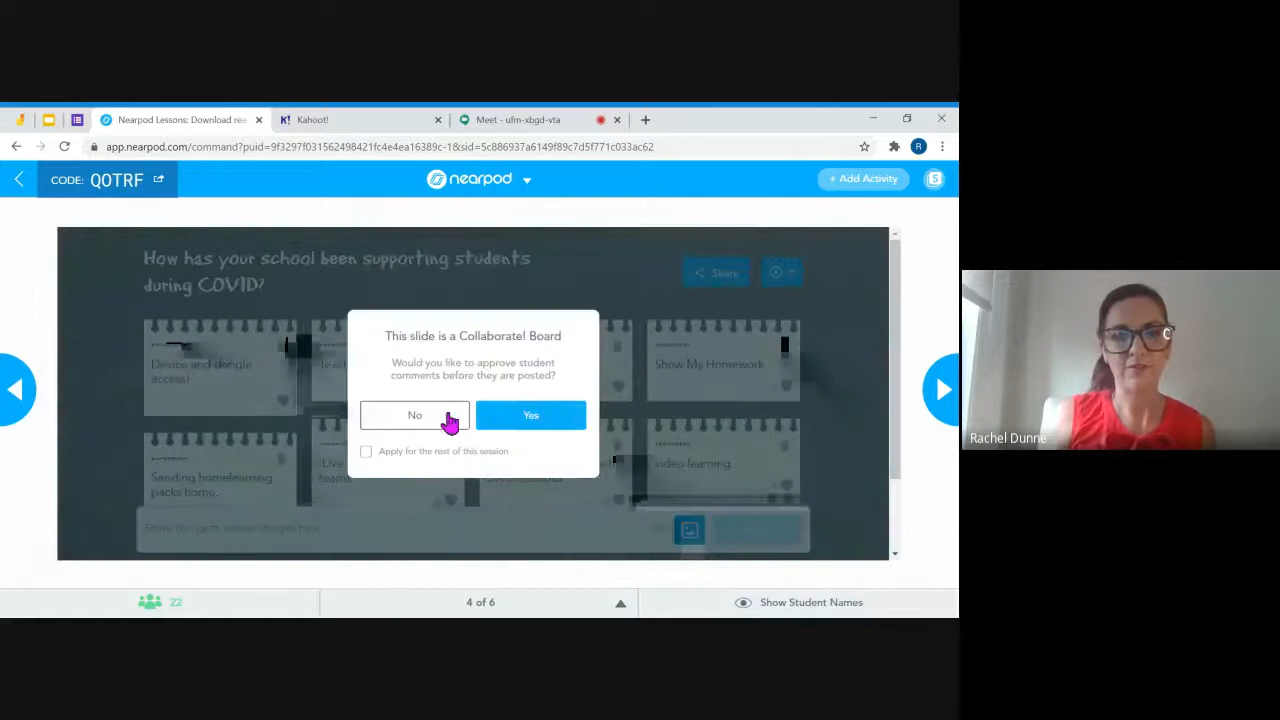 Nearpod Lessons: Download rea
K! Kahoot!
Meet - ufm-xbgd-vta
app.nearpod.com/command?puid=9f3297f031562498421fc4e4ea16389c-1&sid=5c886937a6149f89c7d5f771c033ac62
R
CODE: QOTRF
nearpod
+ Add Activity
S
How has your school been supporting students
during COVID?
Share
Device and dongle
access!
Show My Homework
This slide is a Collaborate! Board
Would you like to approve student
comments before they are posted?
No
Yes
Apply for the rest of this session
Sending homelearning
packs home.
Live
video learning
Rachel Dunne
22
4 of 6
Show Student Names